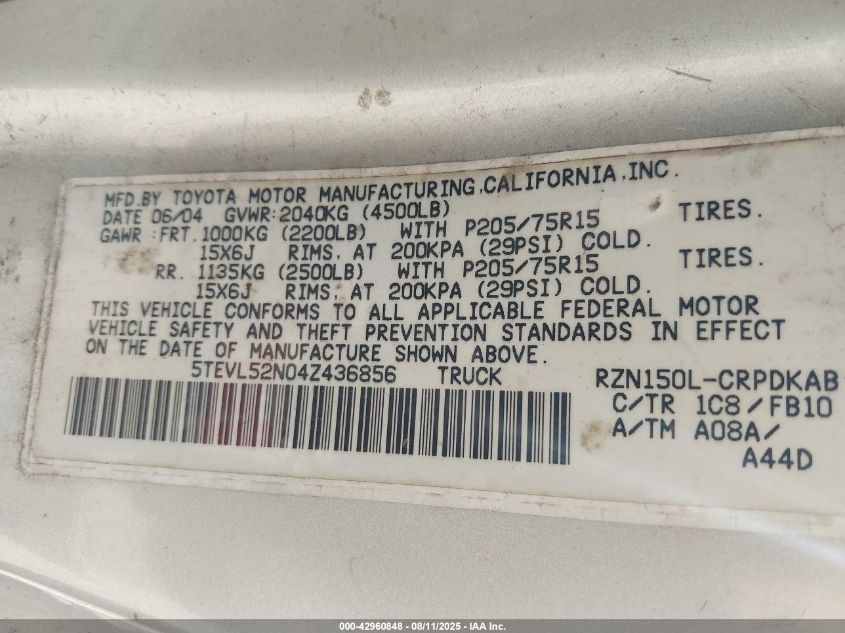 MFD.BY TOYOTA MOTOR MANUFACTURING,CALIFORNIA,INC.
DATE 06/04 GVWR:2040KG (4500LB)
GAWR :FRT.1000KG (2200LB) WITH P205/75R15 TIRES.
15X6J RIMS, AT 200KPA (29PSI) COLD.
RR. 1135KG (2500LB) WITH P205/75R15 TIRES.
15X6J RIMS, AT 200KPA (29PSI) COLD.
THIS VEHICLE CONFORMS TO ALL APPLICABLE FEDERAL MOTOR
VEHICLE SAFETY AND THEFT PREVENTION STANDARDS IN EFFECT
ON THE DATE OF MANUFACTURE SHOWN ABOVE.
5TEVL52N04Z436856 TRUCK RZN150L-CRPDKAB
C/TR 1C8/FB10
A/TM A08A/
A44D
000-42960848 - 08/11/2025 - IAA Inc.